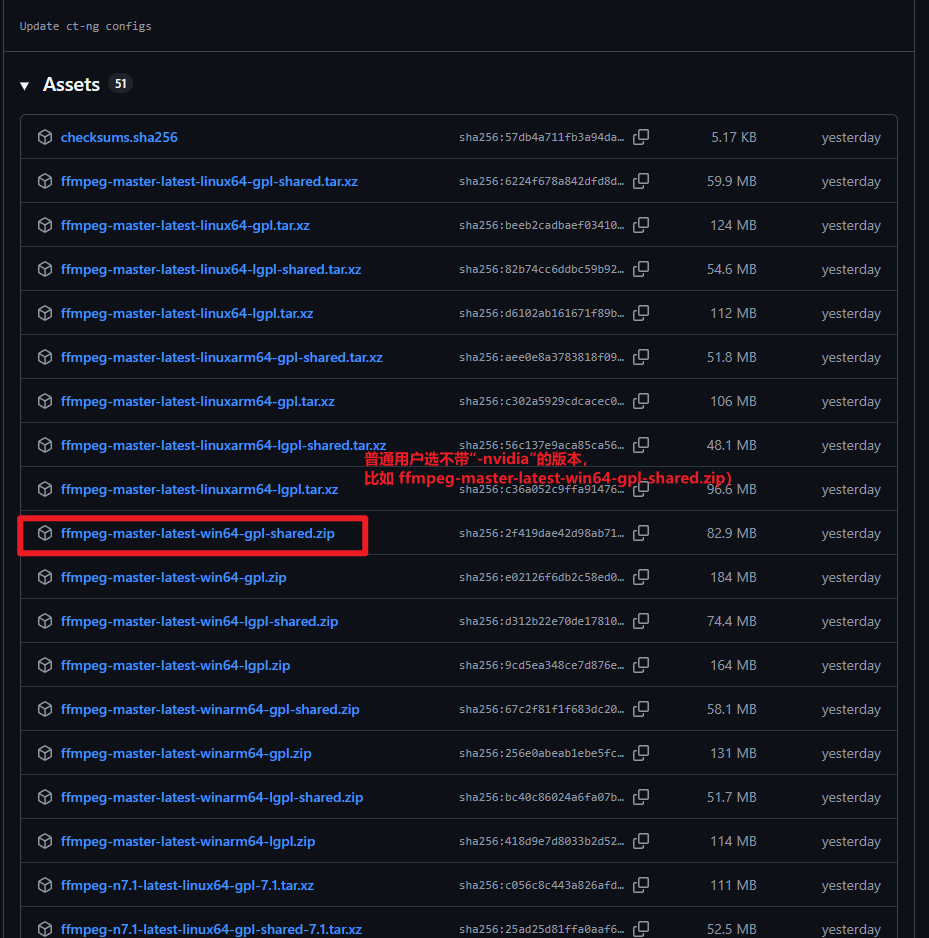 Update ct-ng configs
Assets 51
checksums.sha256 sha256:57db4a711fb3a94da… 5.17 KB yesterday
ffmpeg-master-latest-linux64-gpl-shared.tar.xz sha256:6224f678a842dfd8d… 59.9 MB yesterday
ffmpeg-master-latest-linux64-gpl.tar.xz sha256:beeb2cadbaef03410… 124 MB yesterday
ffmpeg-master-latest-linux64-lgpl-shared.tar.xz sha256:82b74cc6ddbc59b92… 54.6 MB yesterday
ffmpeg-master-latest-linux64-lgpl.tar.xz sha256:d6102ab161671f89b… 112 MB yesterday
ffmpeg-master-latest-linuxarm64-gpl-shared.tar.xz sha256:aee0e8a3783818f09… 51.8 MB yesterday
ffmpeg-master-latest-linuxarm64-gpl.tar.xz sha256:c302a5929cdcacec0… 106 MB yesterday
ffmpeg-master-latest-linuxarm64-lgpl-shared.tar.xz sha256:56c137e9aca85ca56… 48.1 MB yesterday
普通用户选不带“-nvidia”的版本，
比如 ffmpeg-master-latest-win64-gpl-shared.zip）
ffmpeg-master-latest-linuxarm64-lgpl.tar.xz sha256:c36a052c9ffa91476… 96.6 MB yesterday
ffmpeg-master-latest-win64-gpl-shared.zip sha256:2f419dae42d98ab71… 82.9 MB yesterday
ffmpeg-master-latest-win64-gpl.zip sha256:e02126f6db2c58ed0… 184 MB yesterday
ffmpeg-master-latest-win64-lgpl-shared.zip sha256:d312b22e70de17810… 74.4 MB yesterday
ffmpeg-master-latest-win64-lgpl.zip sha256:9cd5ea348ce7d876e… 164 MB yesterday
ffmpeg-master-latest-winarm64-gpl-shared.zip sha256:67c2f81f1f683dc20… 58.1 MB yesterday
ffmpeg-master-latest-winarm64-gpl.zip sha256:256e0abeab1ebe5fc… 131 MB yesterday
ffmpeg-master-latest-winarm64-lgpl-shared.zip sha256:bc40c86024a6fa07b… 51.7 MB yesterday
ffmpeg-master-latest-winarm64-lgpl.zip sha256:418d9e7d8033b2d52… 114 MB yesterday
ffmpeg-n7.1-latest-linux64-gpl-7.1.tar.xz sha256:c056c8c443a826afd… 111 MB yesterday
ffmpeg-n7.1-latest-linux64-gpl-shared-7.1.tar.xz sha256:25ad25d81ffa0aaf6… 52.5 MB yesterday